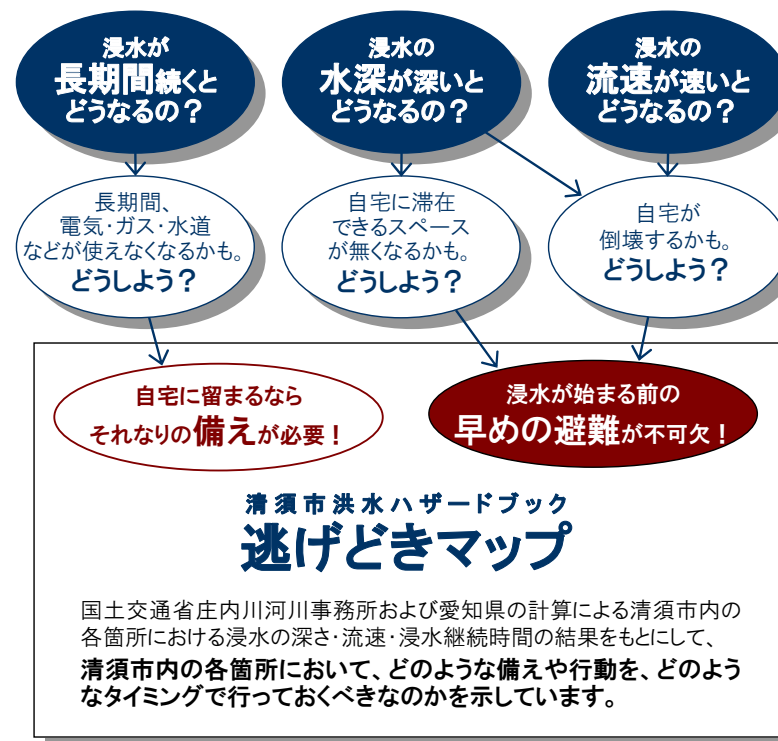 浸水が
長期間続くと
どうなるの？
浸水の
水深が深いと
どうなるの？
浸水の
流速が速いと
どうなるの？
長期間、
電気・ガス・水道
などが使えなくなるかも。
どうしよう？
自宅に滞在
できるスペース
が無くなるかも。
どうしよう？
自宅が
倒壊するかも。
どうしよう？
自宅に留まるなら
それなりの備えが必要！
浸水が始まる前の
早めの避難が不可欠！
清須市洪水ハザードブック
逃げどきマップ
国土交通省庄内川河川事務所および愛知県の計算による清須市内の
各箇所における浸水の深さ・流速・浸水継続時間の結果をもとにして、
清須市内の各箇所において、どのような備えや行動を、どのよう
なタイミングで行っておくべきなのかを示しています。